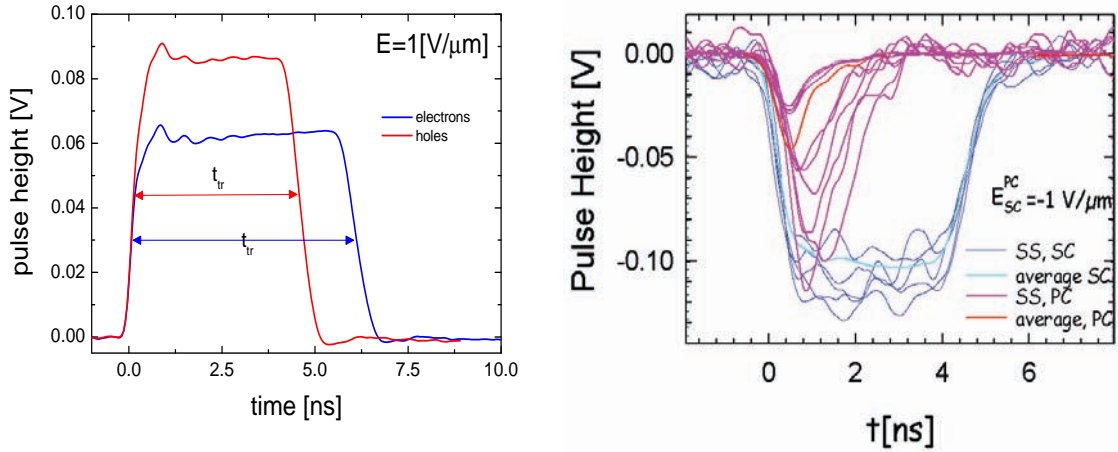 E=1[V/μm]
electrons
holes
t_tr
t_tr
pulse height [V]
0.10
0.08
0.06
0.04
0.02
0.00
0.0
2.5
5.0
7.5
10.0
time [ns]
Pulse Height [V]
0.00
-0.05
-0.10
E^PC_SC =-1 V/μm
SS, SC
average SC
SS, PC
average, PC
0
2
4
6
t[ns]